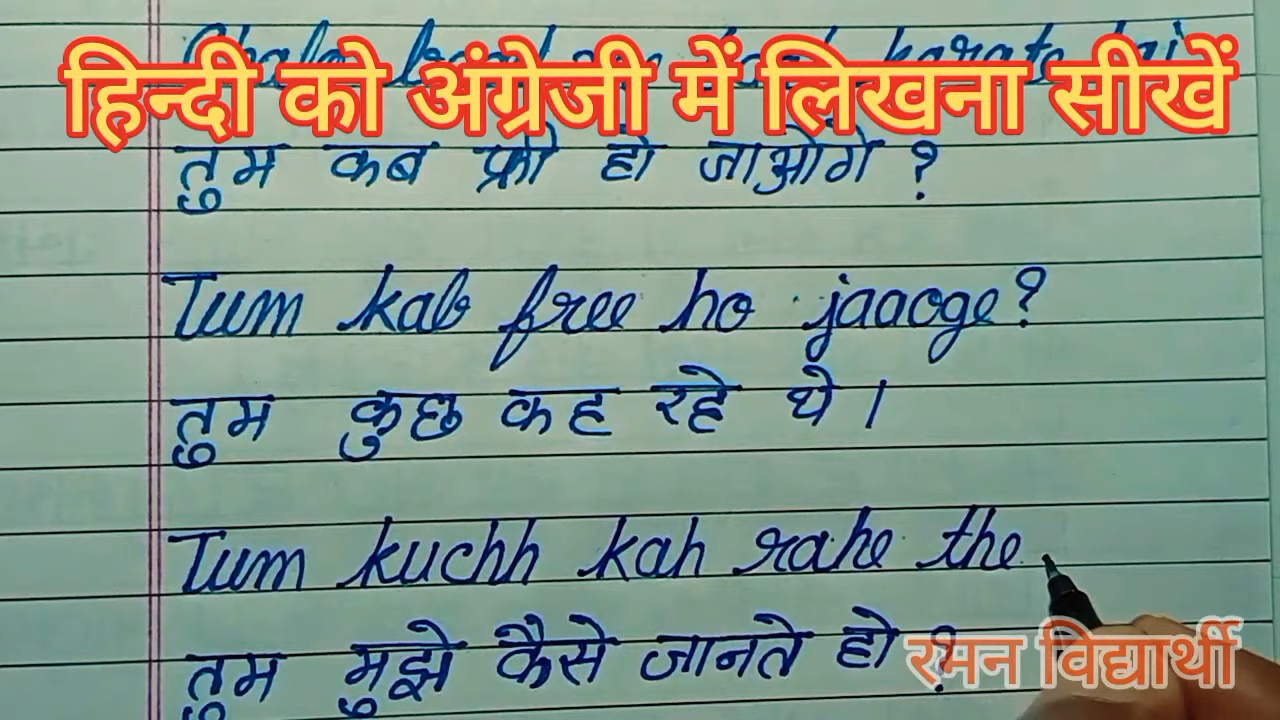 हिन्दी को अंग्रेजी में लिखना सीखें
तुम कब फ्री हो जाओगे ?
Tum kab free ho jaaoge?
तुम कुछ कह रहे थे ।
Tum kuchh kah rahe the
तुम मुझे कैसे जानते हो ?
रमन विद्यार्थी